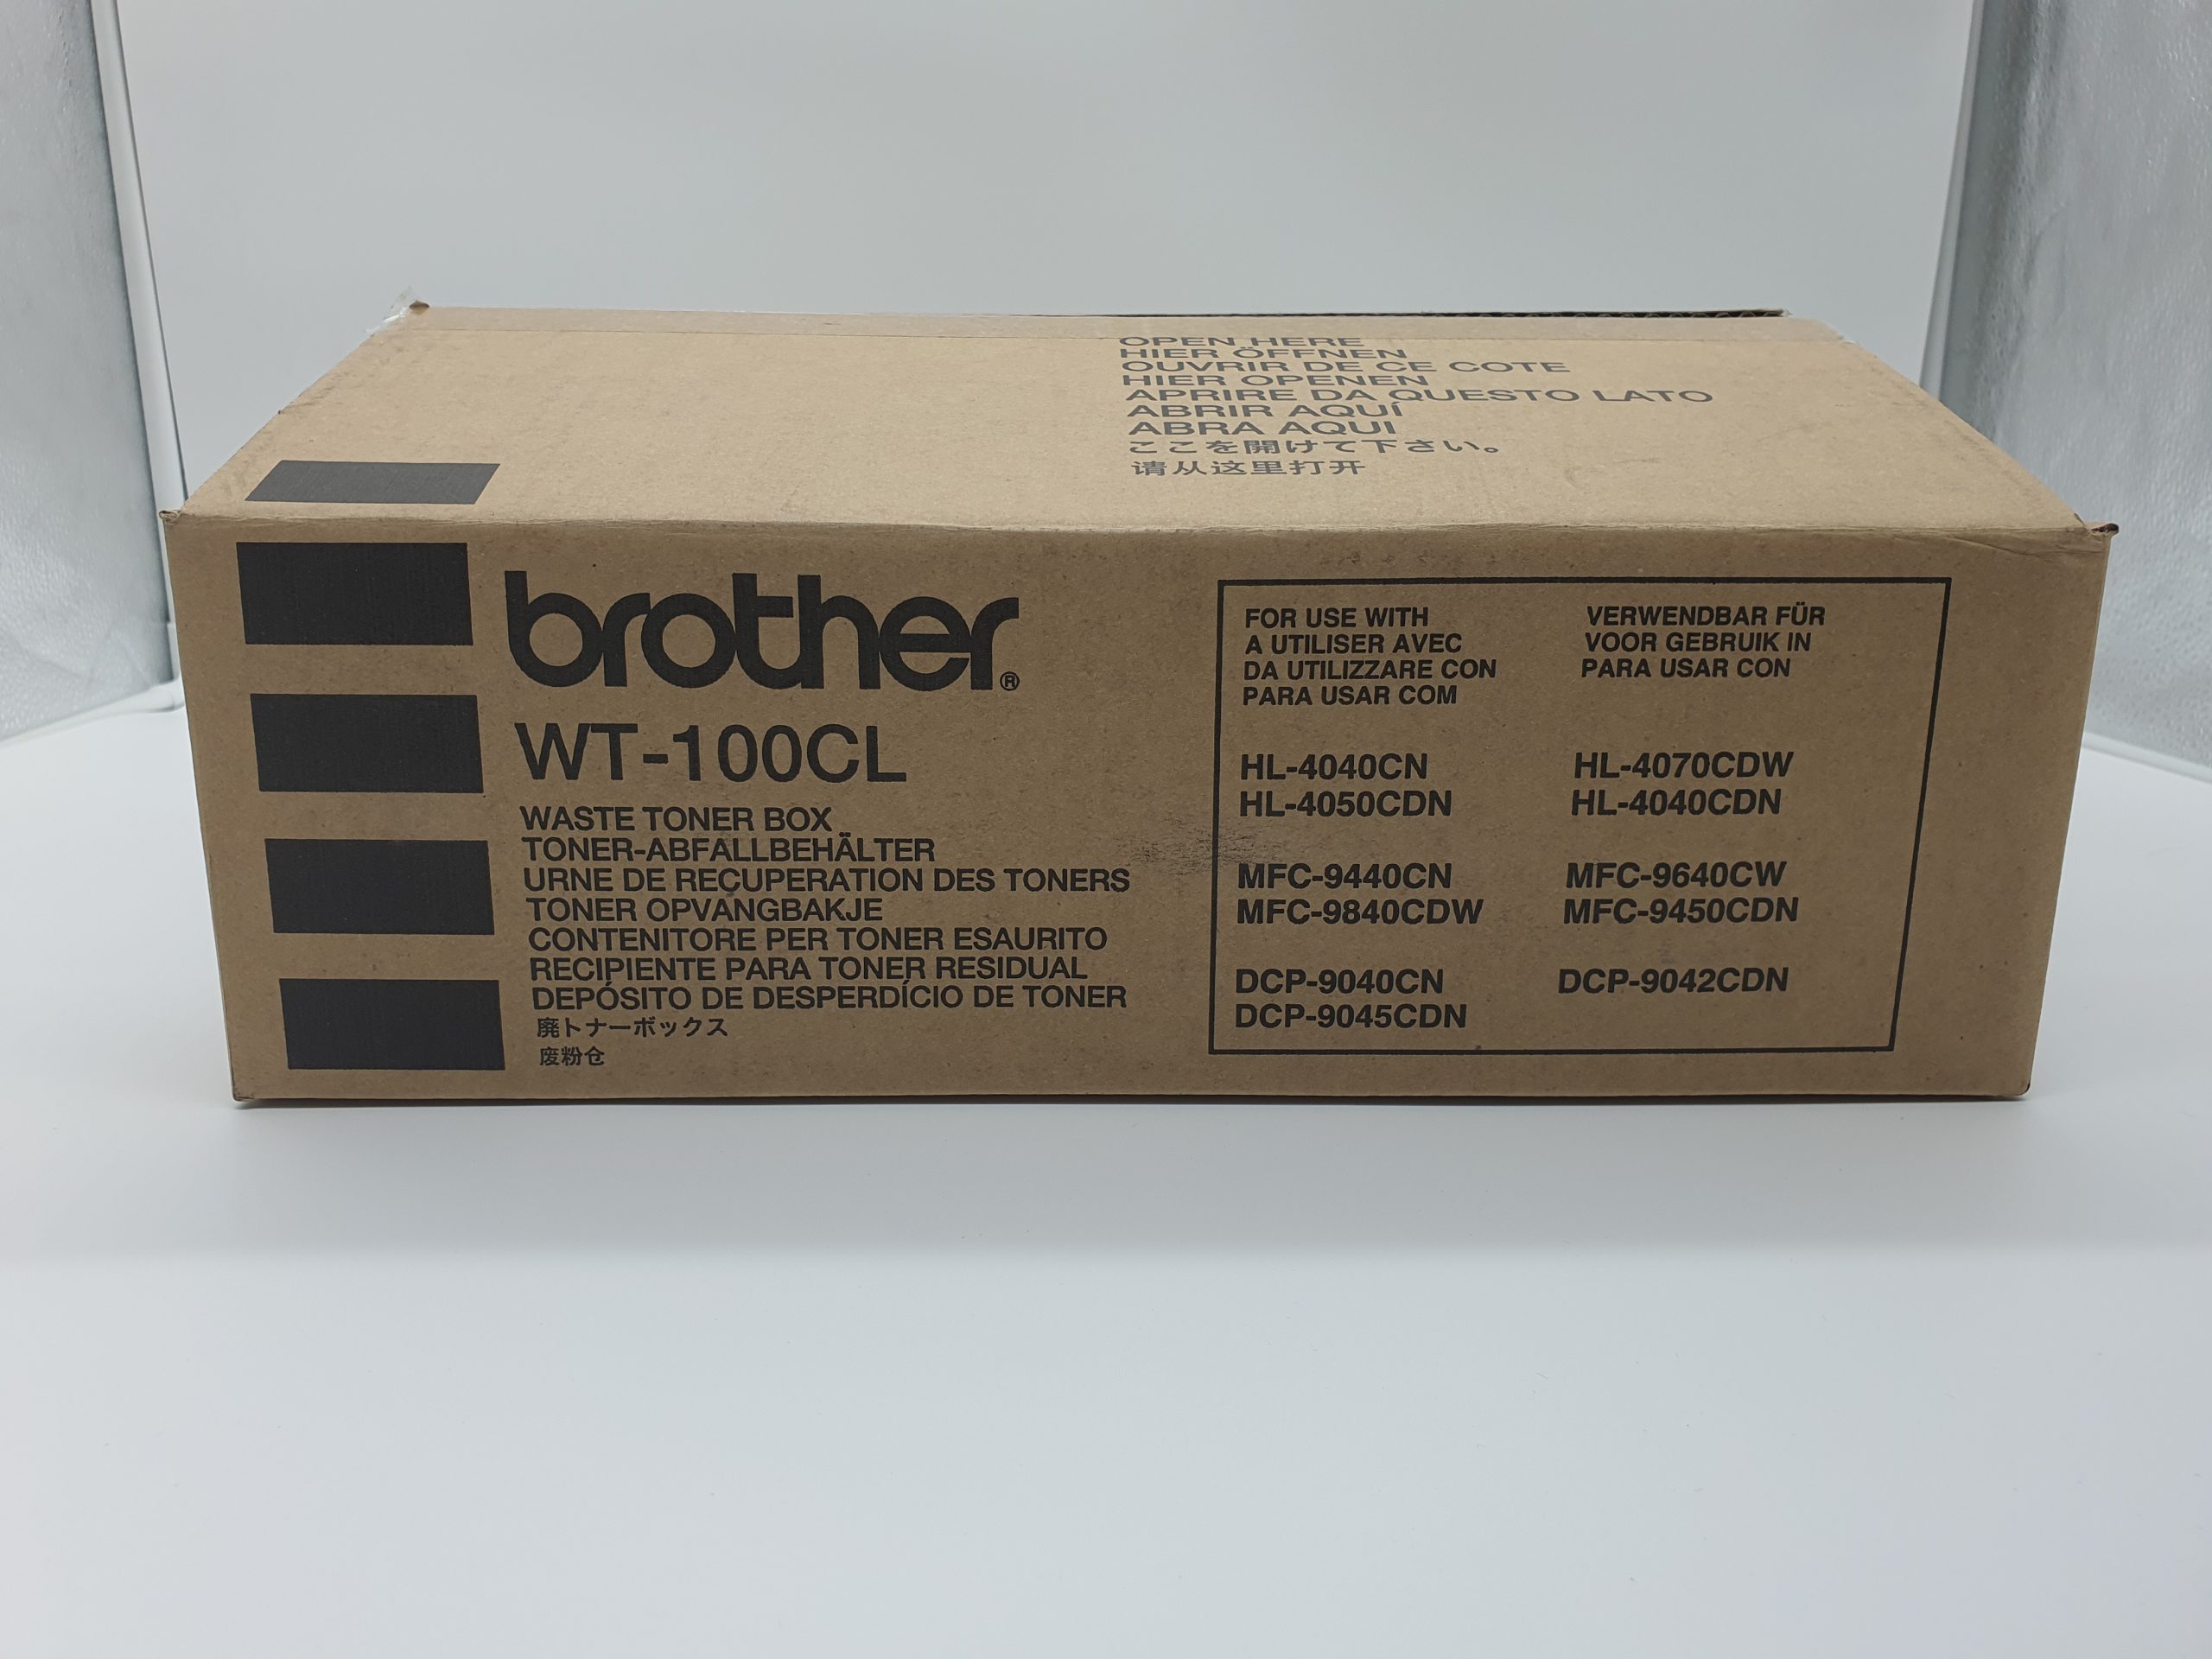 OPEN HERE
HIER ÖFFNEN
OUVRIR DE CE COTE
HIER OPENEN
APRIRE DA QUESTO LATO
ABRIR AQUÍ
ABRA AQUI
ここを開けて下さい。
请从这里打开
brother®
WT-100CL
WASTE TONER BOX
TONER-ABFALLBEHÄLTER
URNE DE RECUPERATION DES TONERS
TONER OPVANGBAKJE
CONTENITORE PER TONER ESAURITO
RECIPIENTE PARA TONER RESIDUAL
DEPÓSITO DE DESPERDÍCIO DE TONER
廃トナーボックス
废粉仓
FOR USE WITH
A UTILISER AVEC
DA UTILIZZARE CON
PARA USAR COM
VERWENDBAR FÜR
VOOR GEBRUIK IN
PARA USAR CON
HL-4040CN HL-4070CDW
HL-4050CDN HL-4040CDN
MFC-9440CN MFC-9640CW
MFC-9840CDW MFC-9450CDN
DCP-9040CN DCP-9042CDN
DCP-9045CDN